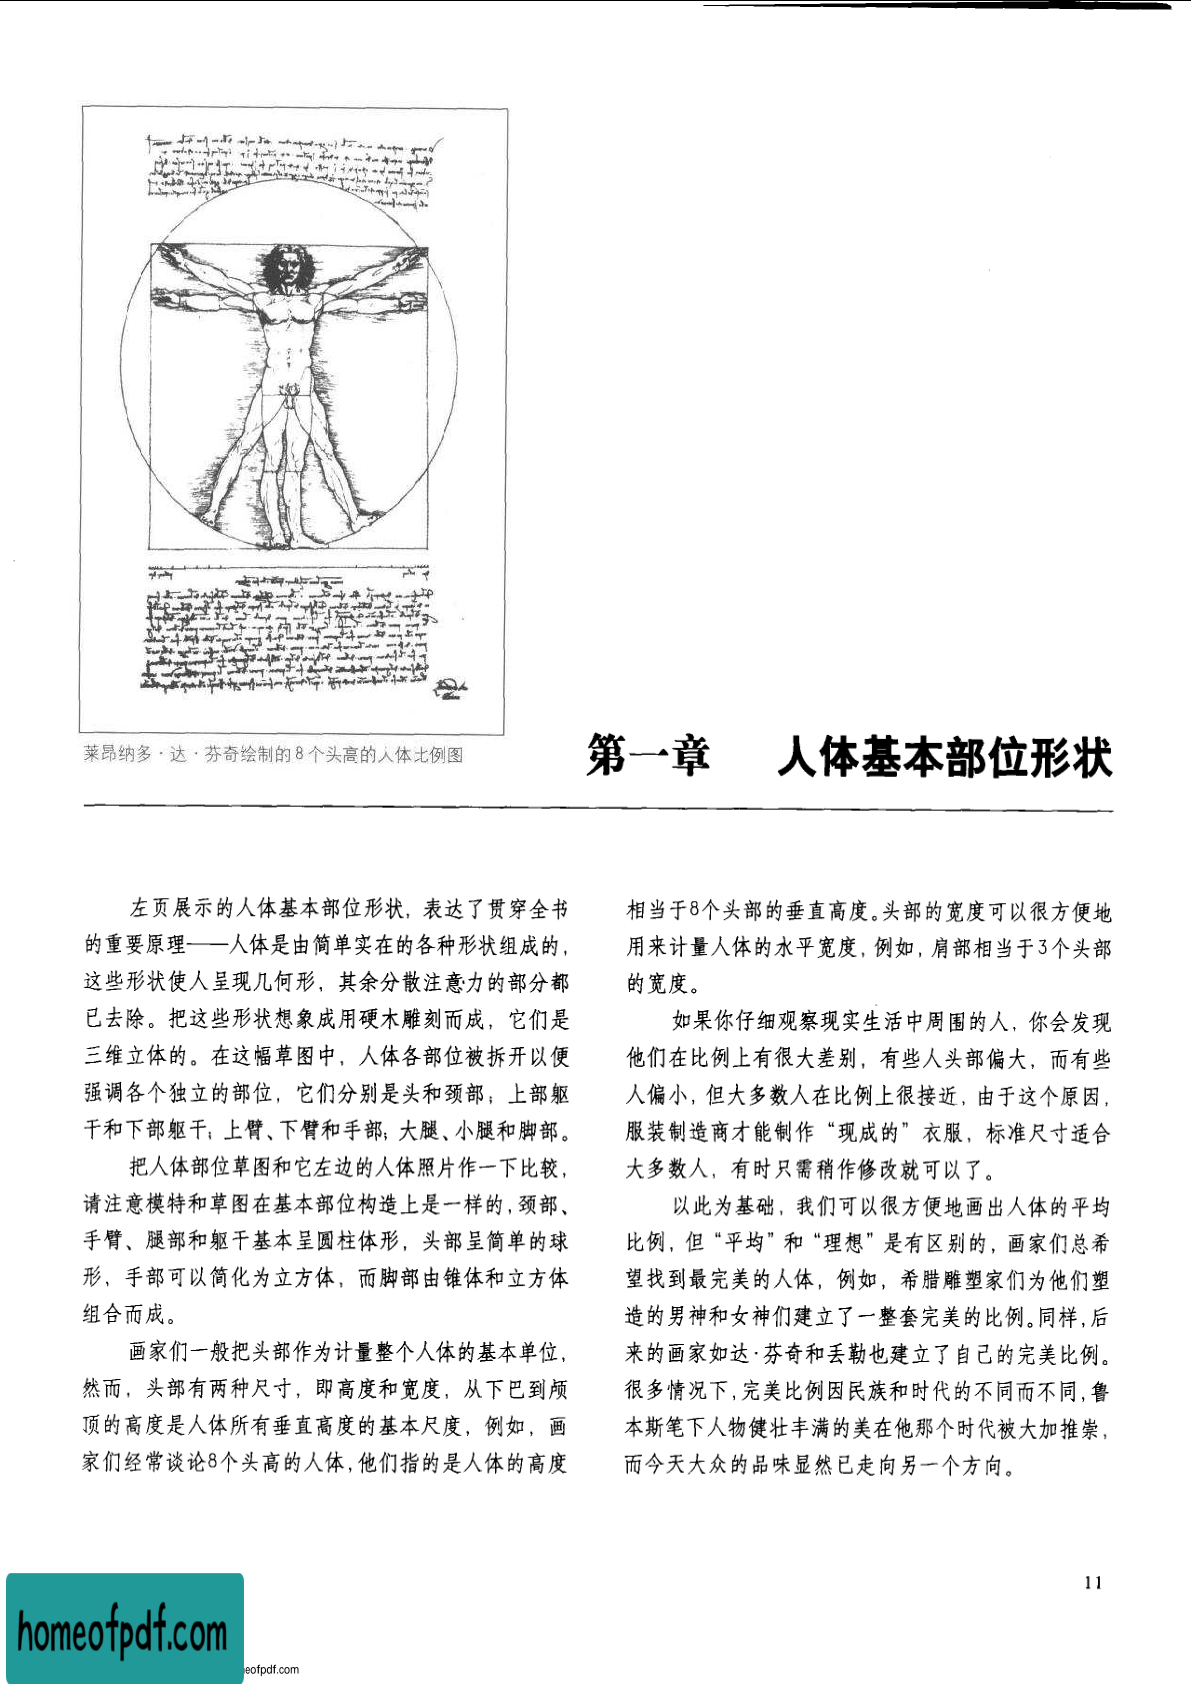 莱昂纳多·达·芬奇绘制的8个头高的人体比例图
第一章 人体基本部位形状
左页展示的人体基本部位形状，表达了贯穿全书
的重要原理——人体是由简单实在的各种形状组成的，
这些形状使人呈现几何形，其余分散注意力的部分都
已去除。把这些形状想象成用硬木雕刻而成，它们是
三维立体的。在这幅草图中，人体各部位被拆开以便
强调各个独立的部位，它们分别是头和颈部；上部躯
干和下部躯干；上臂、下臂和手部；大腿、小腿和脚部。
把人体部位草图和它左边的人体照片作一下比较，
请注意模特和草图在基本部位构造上是一样的，颈部、
手臂、腿部和躯干基本呈圆柱体形，头部呈简单的球
形，手部可以简化为立方体，而脚部由锥体和立方体
组合而成。
画家们一般把头部作为计量整个人体的基本单位，
然而，头部有两种尺寸，即高度和宽度，从下巴到颅
顶的高度是人体所有垂直高度的基本尺度，例如，画
家们经常谈论8个头高的人体，他们指的是人体的高度
相当于8个头部的垂直高度。头部的宽度可以很方便地
用来计量人体的水平宽度，例如，肩部相当于3个头部
的宽度。
如果你仔细观察现实生活中周围的人，你会发现
他们在比例上有很大差别，有些人头部偏大，而有些
人偏小，但大多数人在比例上很接近，由于这个原因，
服装制造商才能制作“现成的”衣服，标准尺寸适合
大多数人，有时只需稍作修改就可以了。
以此为基础，我们可以很方便地画出人体的平均
比例，但“平均”和“理想”是有区别的，画家们总希
望找到最完美的人体，例如，希腊雕塑家们为他们塑
造的男神和女神们建立了一整套完美的比例。同样，后
来的画家如达·芬奇和丢勒也建立了自己的完美比例。
很多情况下，完美比例因民族和时代的不同而不同，鲁
本斯笔下人物健壮丰满的美在他那个时代被大加推崇，
而今天大众的品味显然已走向另一个方向。
11
homeofpdf.com
eofpdf.com